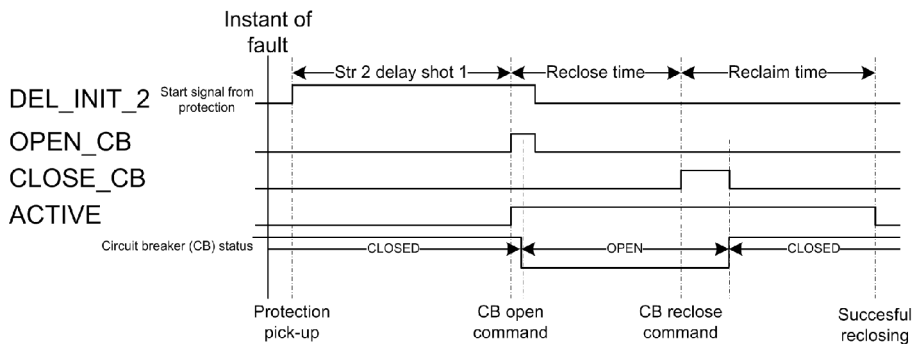 Instant of
fault
Str 2 delay shot 1
Reclose time
Reclaim time
DEL_INIT_2
Start signal from
protection
OPEN_CB
CLOSE_CB
ACTIVE
Circuit breaker (CB) status
CLOSED
OPEN
CLOSED
Protection
pick-up
CB open
command
CB reclose
command
Succesful
reclosing